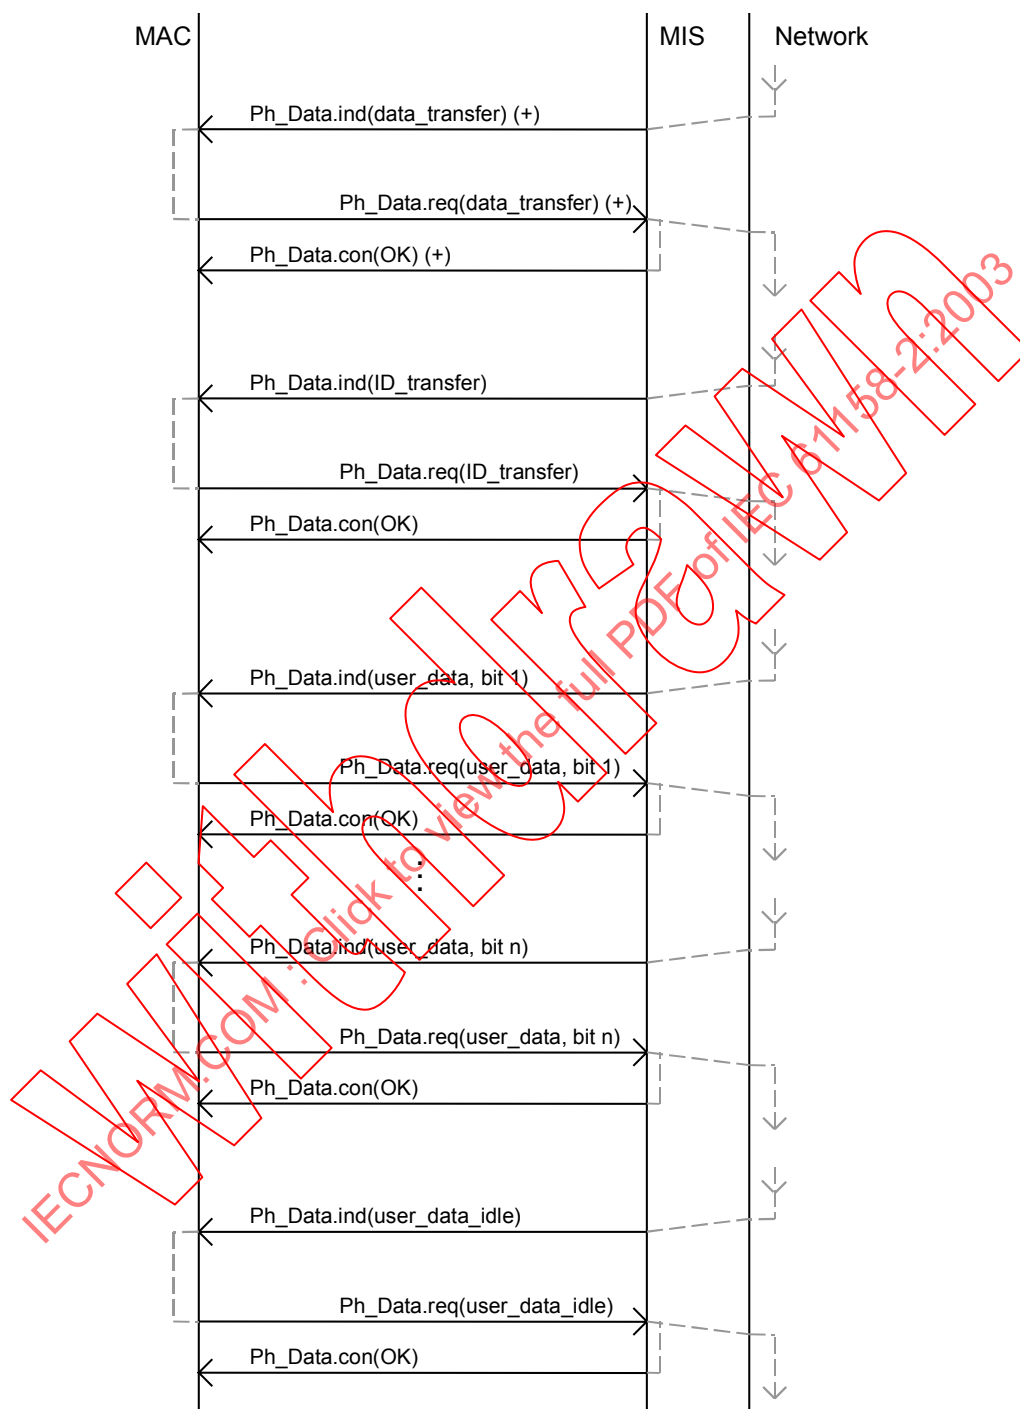 MAC MIS Network
Ph_Data.ind(data_transfer) (+)
Ph_Data.req(data_transfer) (+)
Ph_Data.con(OK) (+)
Ph_Data.ind(ID_transfer)
Ph_Data.req(ID_transfer)
Ph_Data.con(OK)
Ph_Data.ind(user_data, bit 1)
Ph_Data.req(user_data, bit 1)
Ph_Data.con(OK)
Ph_Data.ind(user_data, bit n)
Ph_Data.req(user_data, bit n)
Ph_Data.con(OK)
Ph_Data.ind(user_data_idle)
Ph_Data.req(user_data_idle)
Ph_Data.con(OK)
IECNORM.COM : Click to view the full PDF of IEC 61158-2:2003
withdrawn